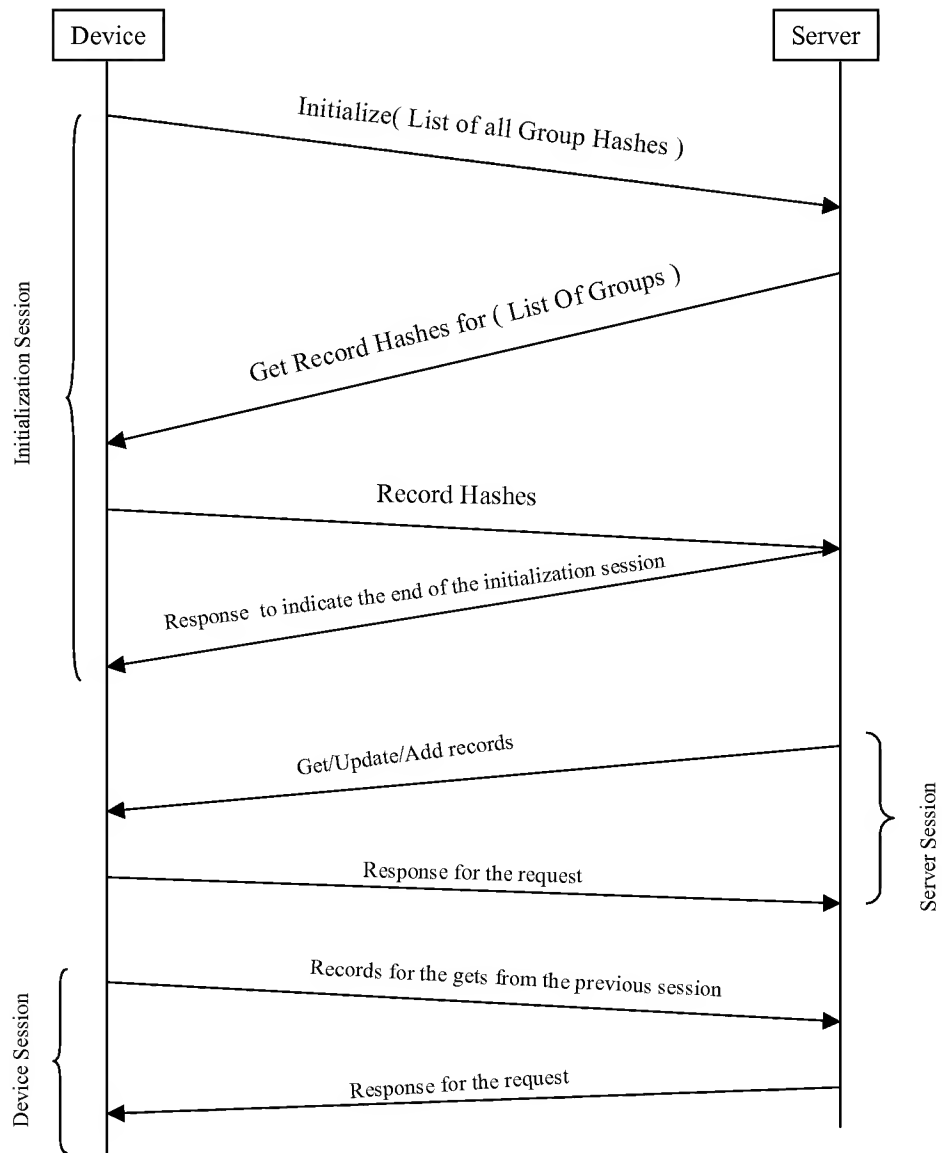 Device
Server
Initialize( List of all Group Hashes )
Get Record Hashes for ( List Of Groups )
Initialization Session
Record Hashes
Response to indicate the end of the initialization session
Get/Update/Add records
Server Session
Response for the request
Records for the gets from the previous session
Device Session
Response for the request